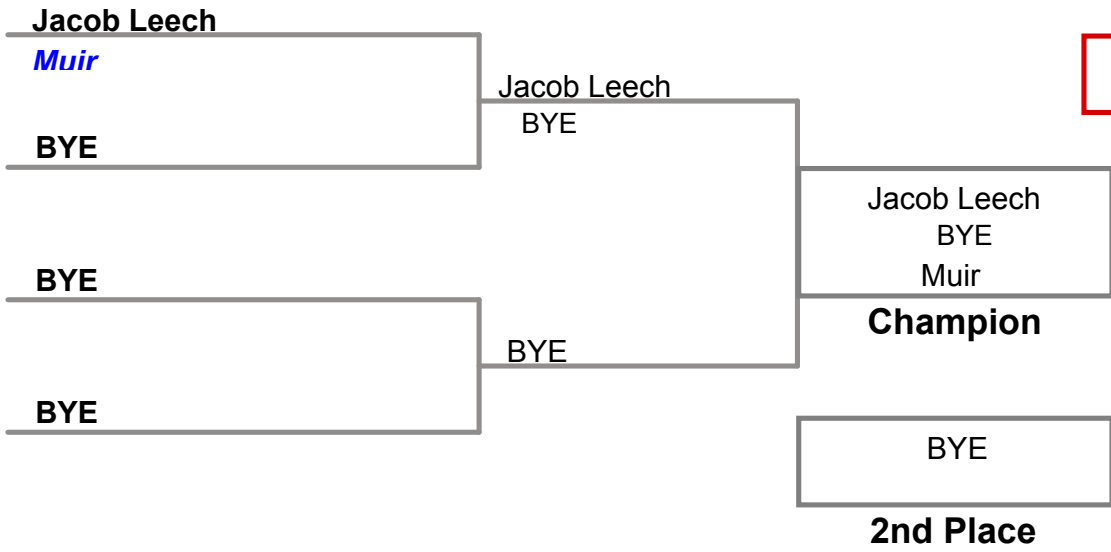 Jacob Leech
Muir
BYE
BYE
BYE
Jacob Leech
BYE
BYE
Jacob Leech
BYE
Muir
Champion
BYE
2nd Place